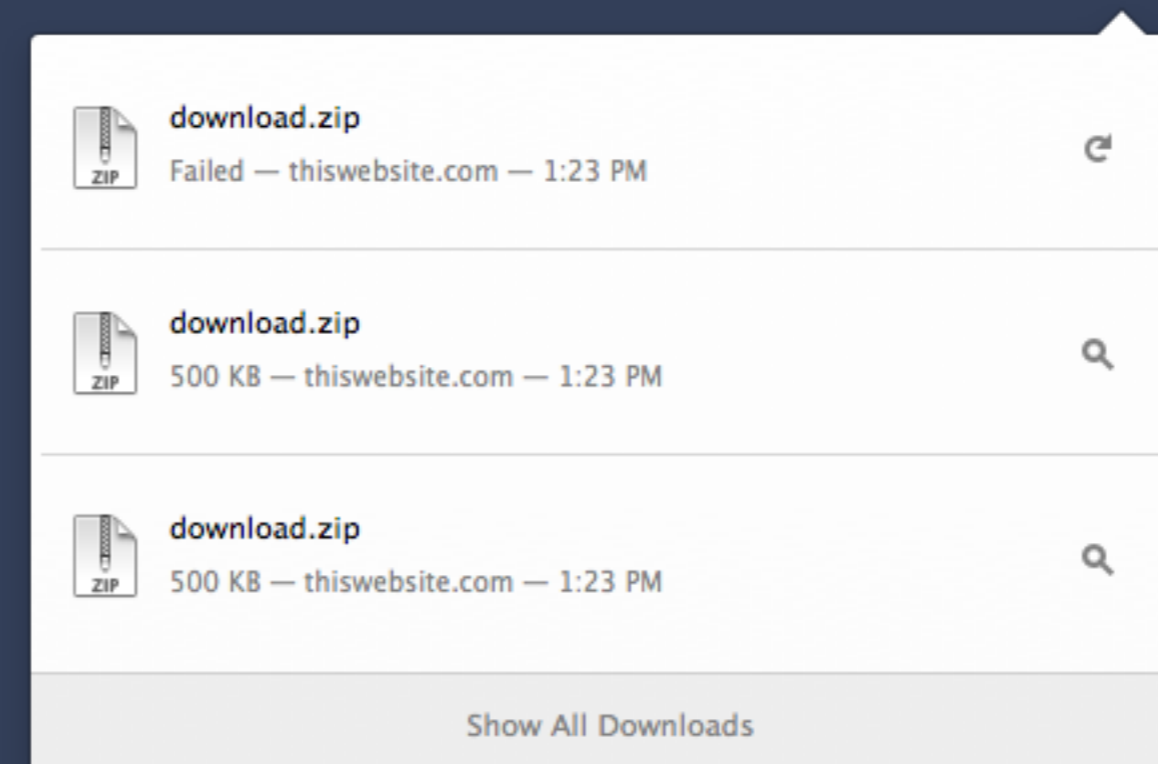 download.zip
ZIP
Failed — thiswebsite.com — 1:23 PM
download.zip
ZIP
500 KB — thiswebsite.com — 1:23 PM
download.zip
ZIP
500 KB — thiswebsite.com — 1:23 PM
Show All Downloads